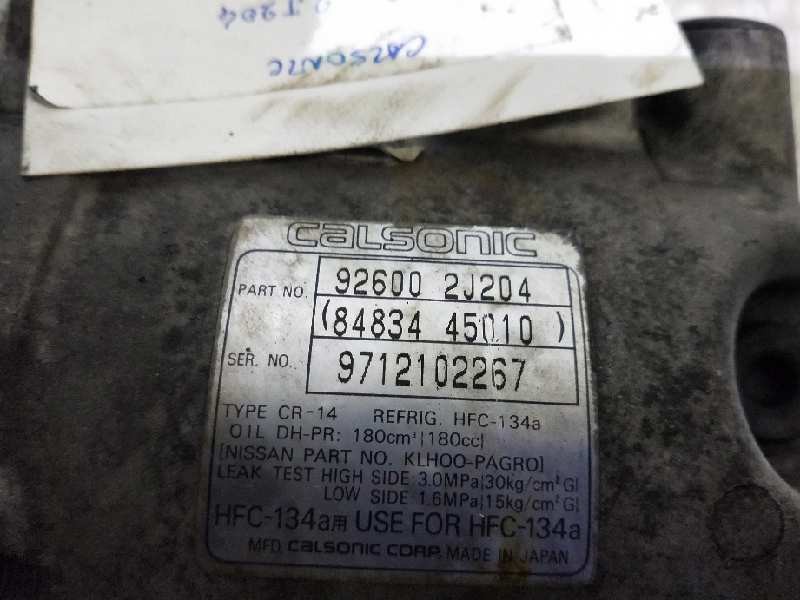 2J204
CALSONIC
CALSONIC
PART NO. 92600 2J204
(84834 45010)
SER. NO. 9712102267
TYPE CR-14 REFRIG. HFC-134a
OIL DH-PR: 180cm³[180cc]
[NISSAN PART NO. KLH00-PAGR0]
LEAK TEST HIGH SIDE: 3.0MPa[30kg/cm²G]
LOW SIDE: 1.6MPa[15kg/cm²G]
HFC-134a用 USE FOR HFC-134a
MFD. CALSONIC CORP. MADE IN JAPAN